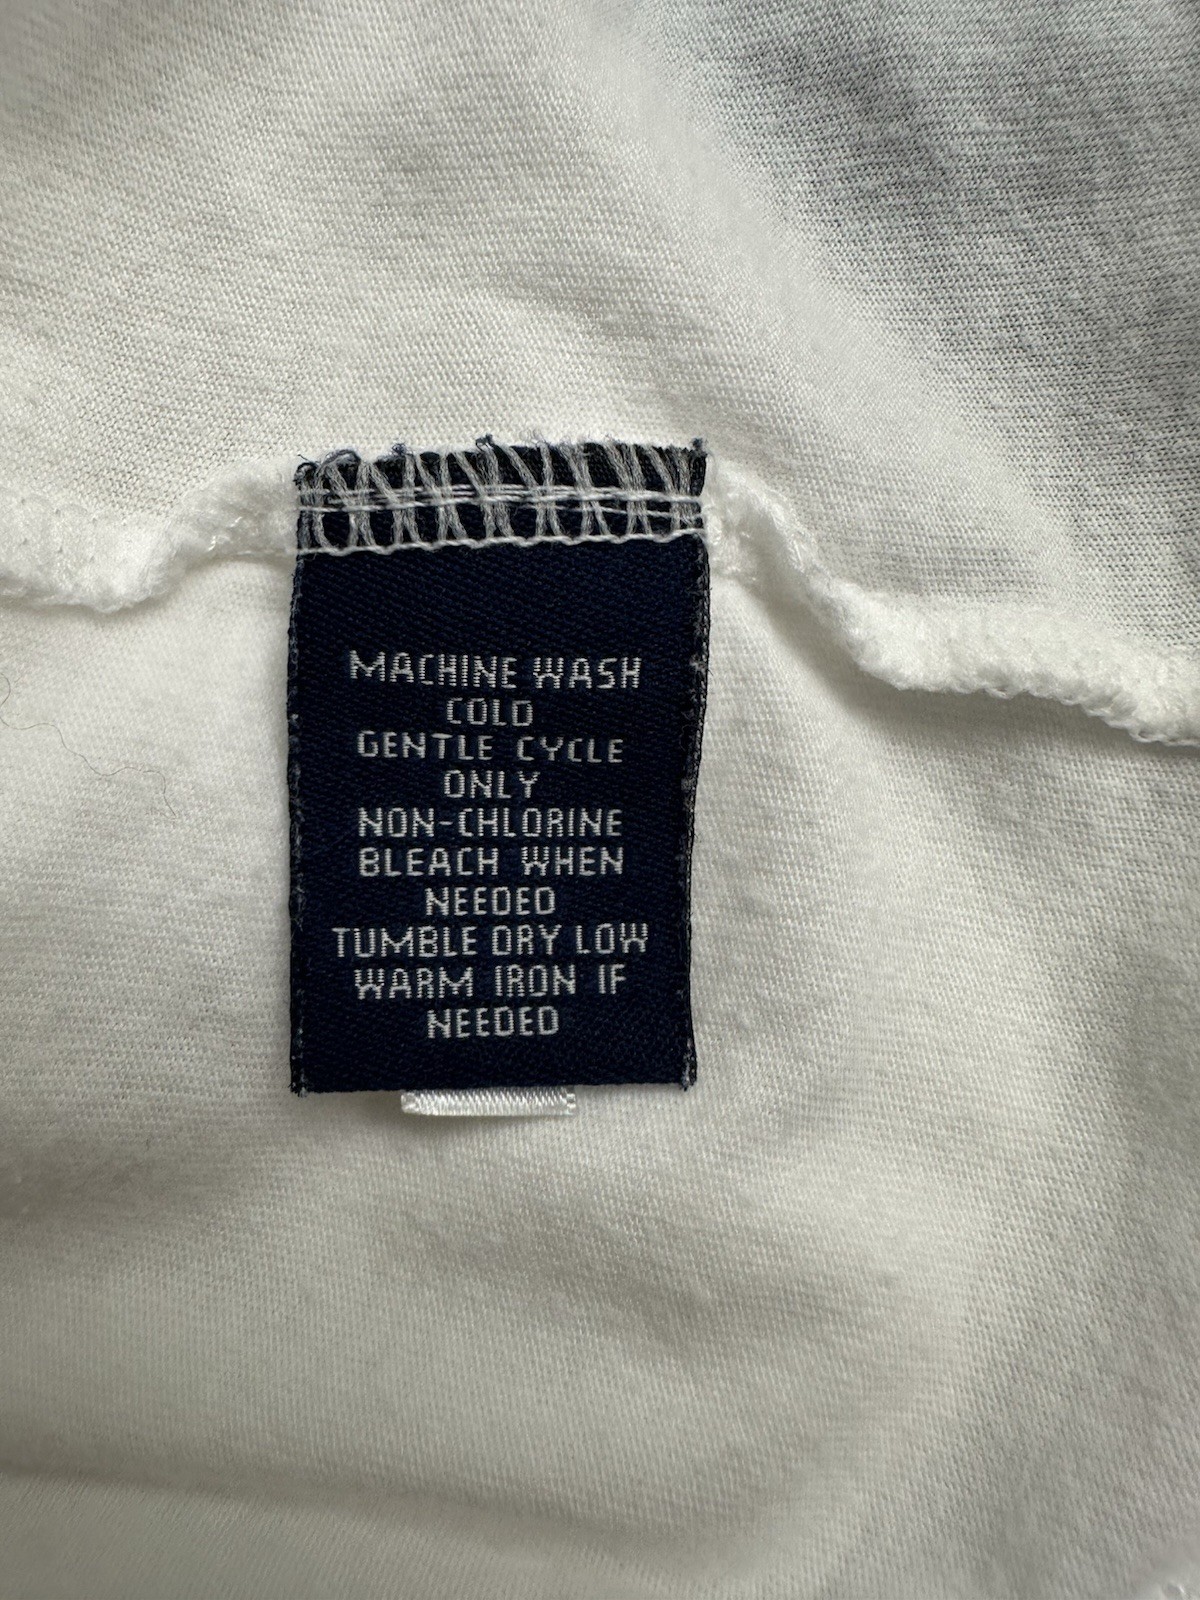 MACHINE WASH
COLD
GENTLE CYCLE
ONLY
NON-CHLORINE
BLEACH WHEN
NEEDED
TUMBLE DRY LOW
WARM IRON IF
NEEDED